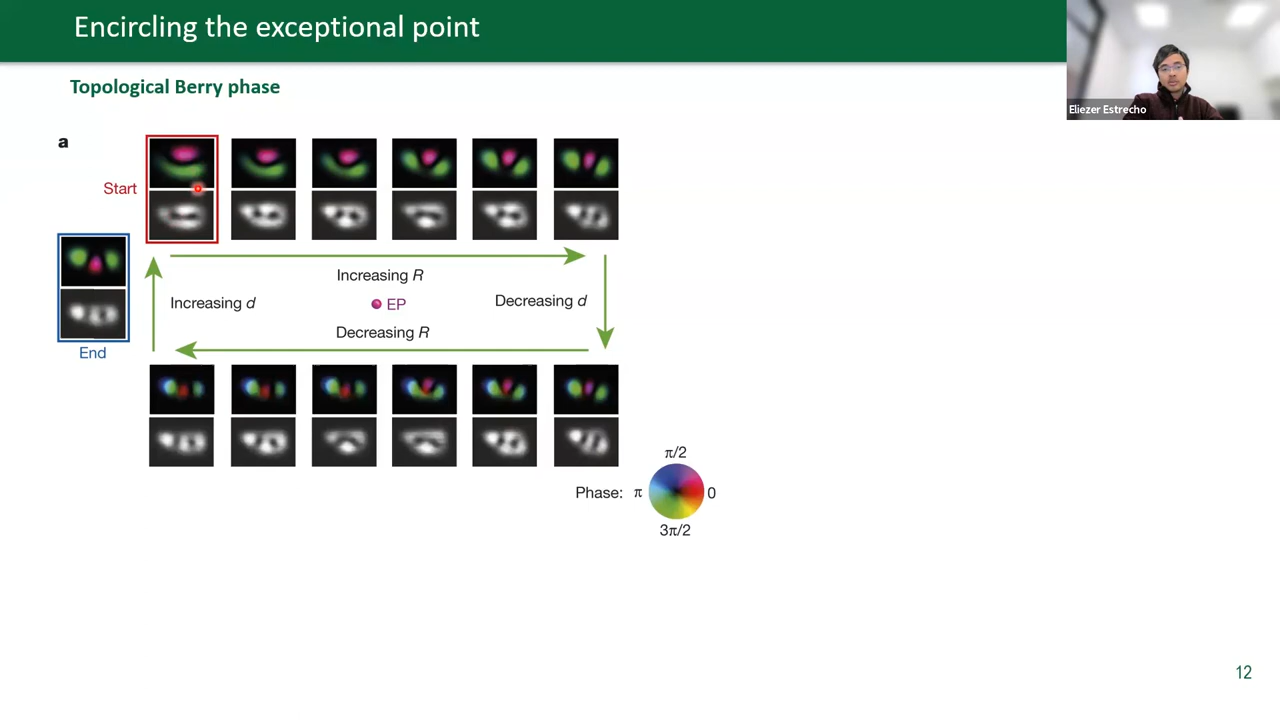 Encircling the exceptional point
Eliezer Estrecho
Topological Berry phase
a
Start
End
Increasing R
Increasing d
EP
Decreasing d
Decreasing R
π/2
Phase: π
0
3π/2
12